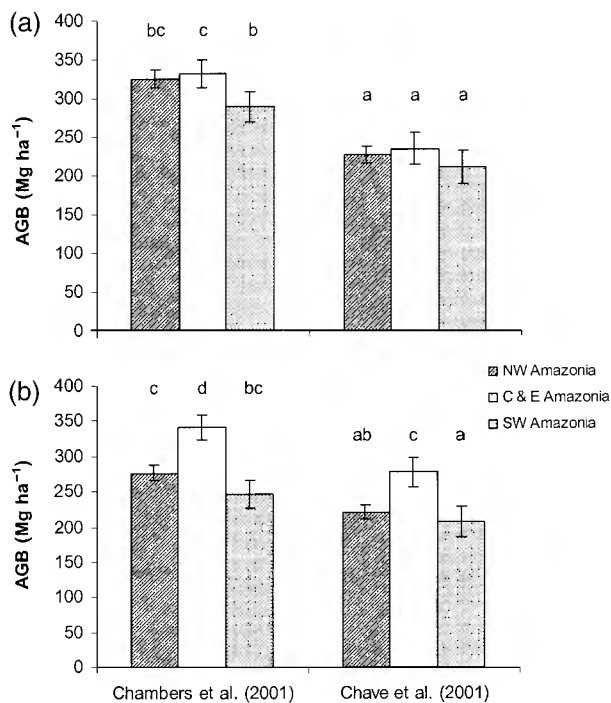 (a)
AGB (Mg ha⁻¹)
400
350
300
250
200
150
100
50
0
bc c b a a a
(b)
AGB (Mg ha⁻¹)
400
350
300
250
200
150
100
50
0
c d bc ab c a
NW Amazonia
C & E Amazonia
SW Amazonia
Chambers et al. (2001) Chave et al. (2001)